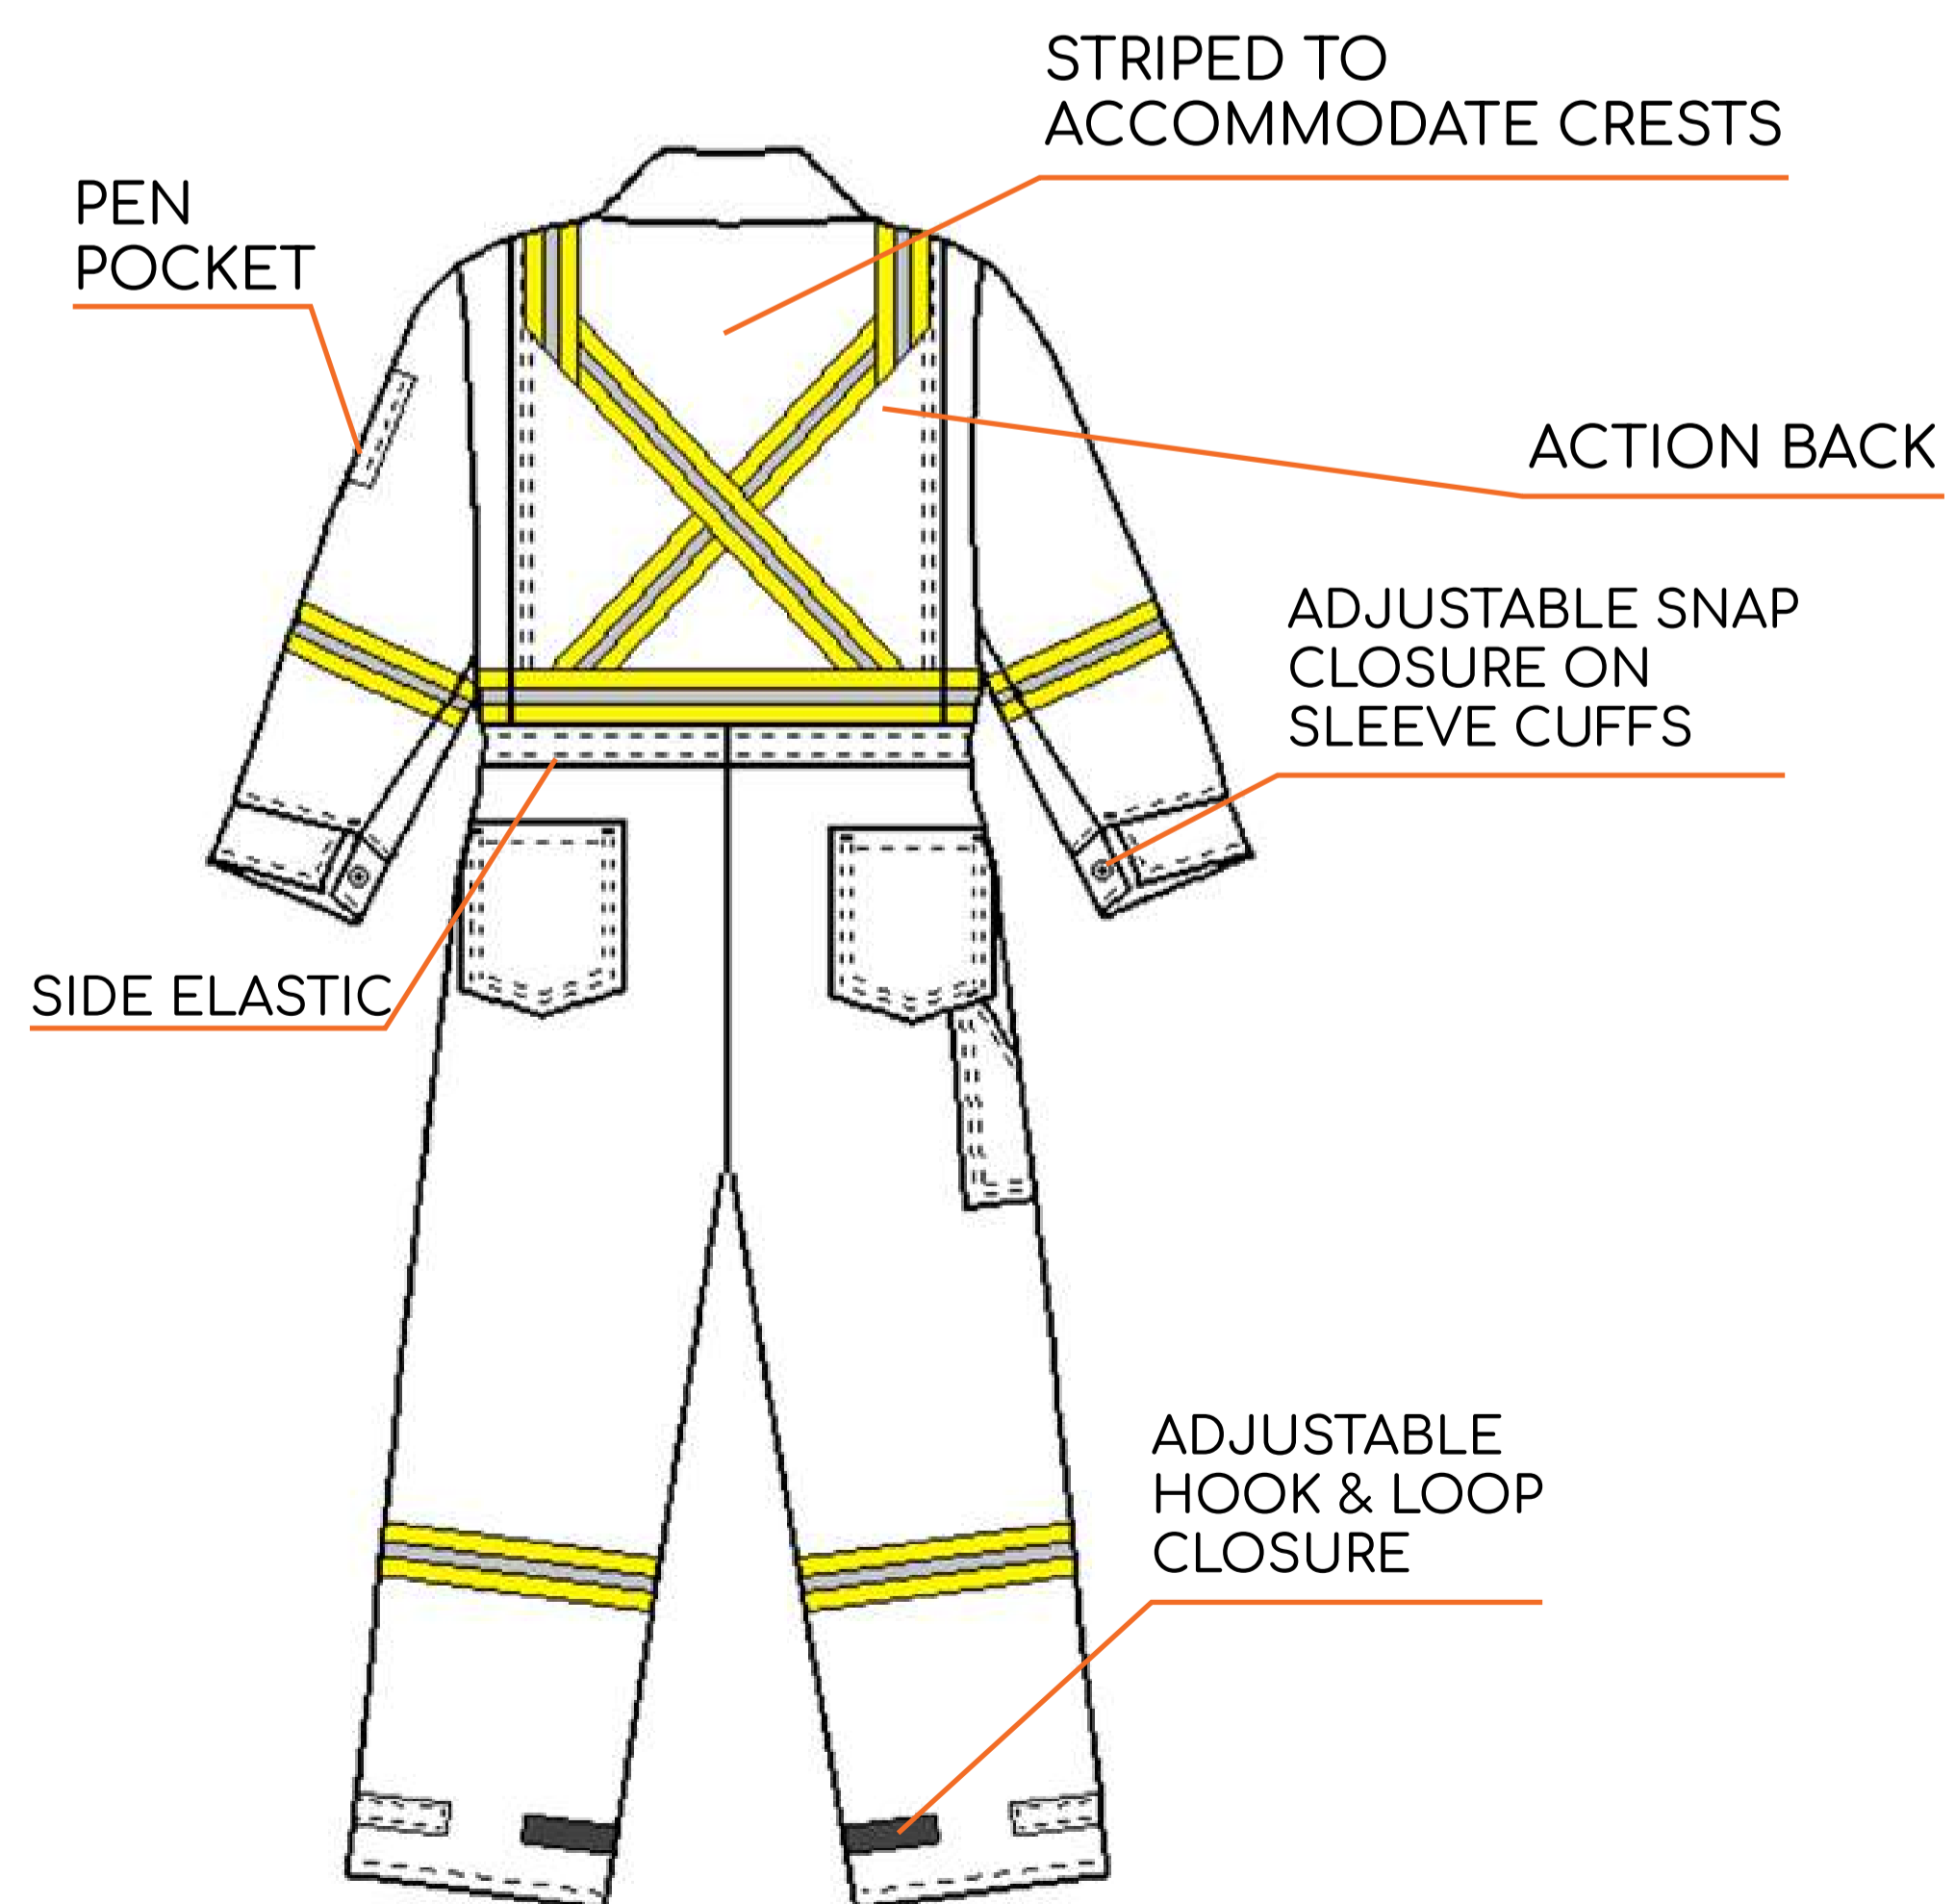 STRIPED TO
ACCOMMODATE CRESTS
PEN
POCKET
ACTION BACK
ADJUSTABLE SNAP
CLOSURE ON
SLEEVE CUFFS
SIDE ELASTIC
ADJUSTABLE
HOOK & LOOP
CLOSURE